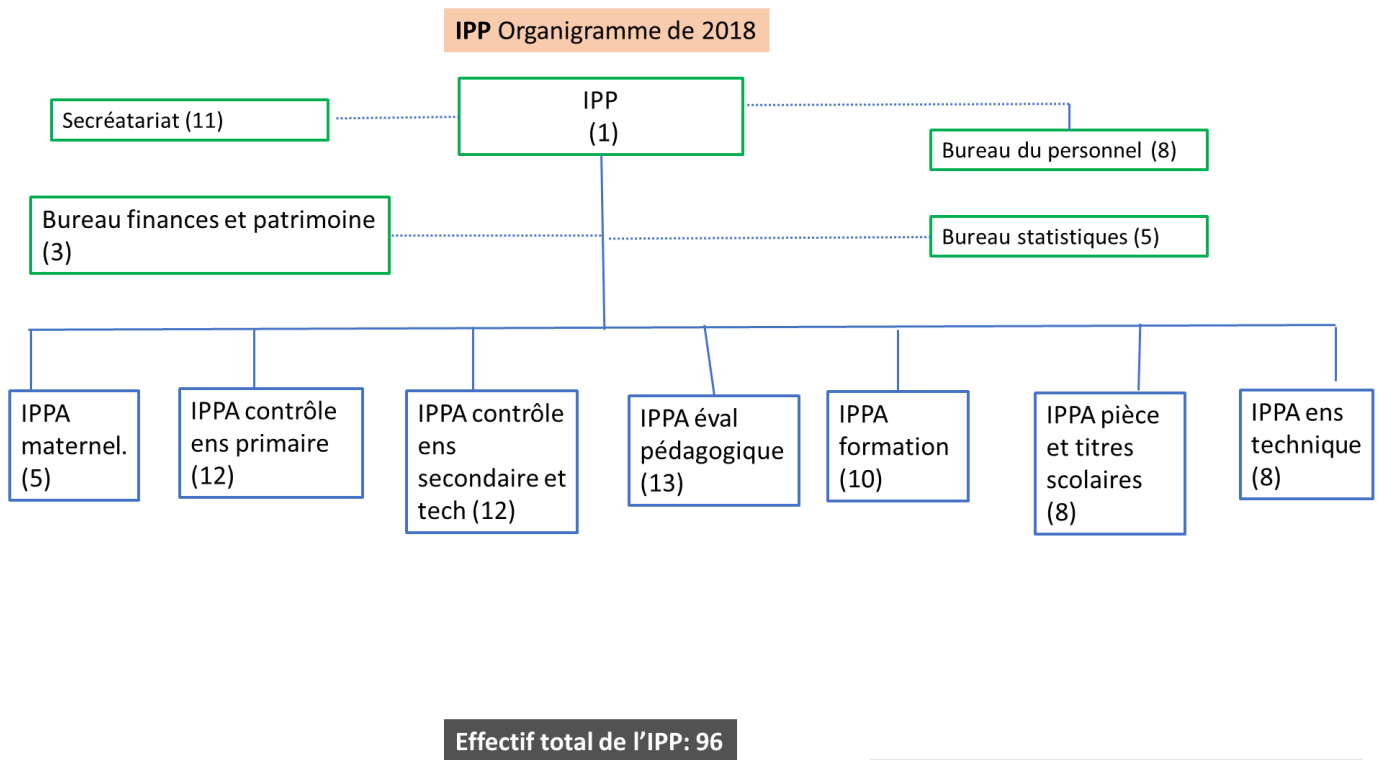 IPP Organigramme de 2018
IPP
(1)
Secréatariat (11)
Bureau du personnel (8)
Bureau finances et patrimoine
(3)
Bureau statistiques (5)
IPPA
maternel.
(5)
IPPA contrôle
ens primaire
(12)
IPPA contrôle
ens
secondaire et
tech (12)
IPPA éval
pédagogique
(13)
IPPA
formation
(10)
IPPA pièce
et titres
scolaires
(8)
IPPA ens
technique
(8)
Effectif total de l’IPP: 96